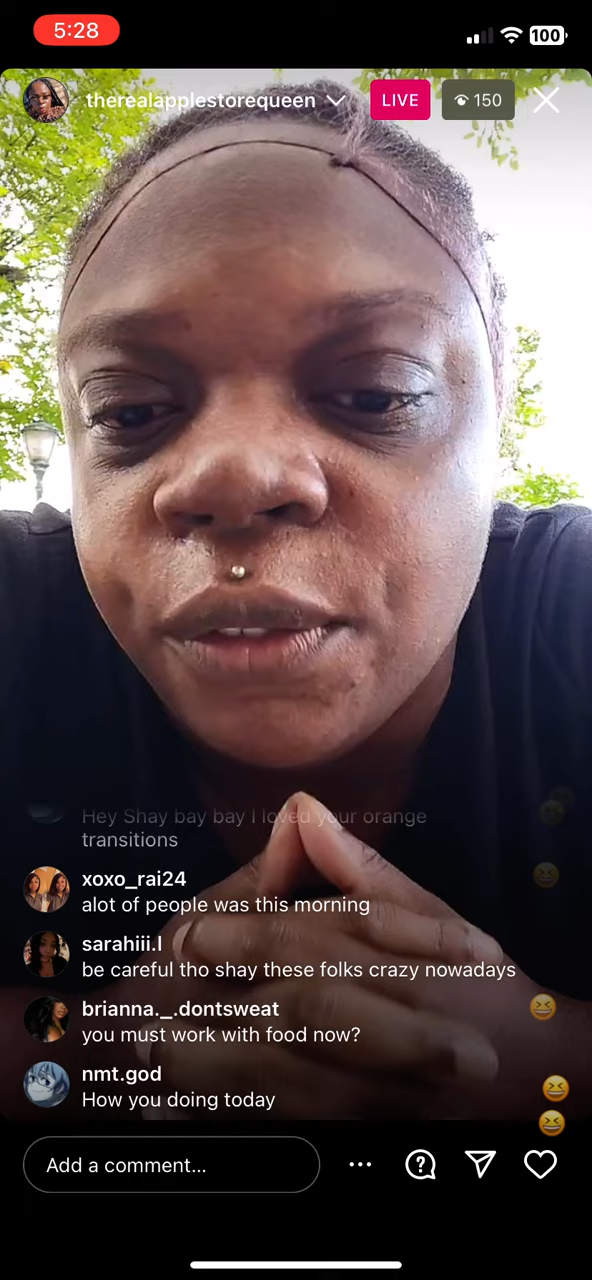 5:28
100
therealapplestorequeen
LIVE
150
Hey Shay bay bay I loved your orange
transitions
xoxo_rai24
alot of people was this morning
sarahiii.l
be careful tho shay these folks crazy nowadays
brianna._.dontsweat
you must work with food now?
nmt.god
How you doing today
Add a comment...